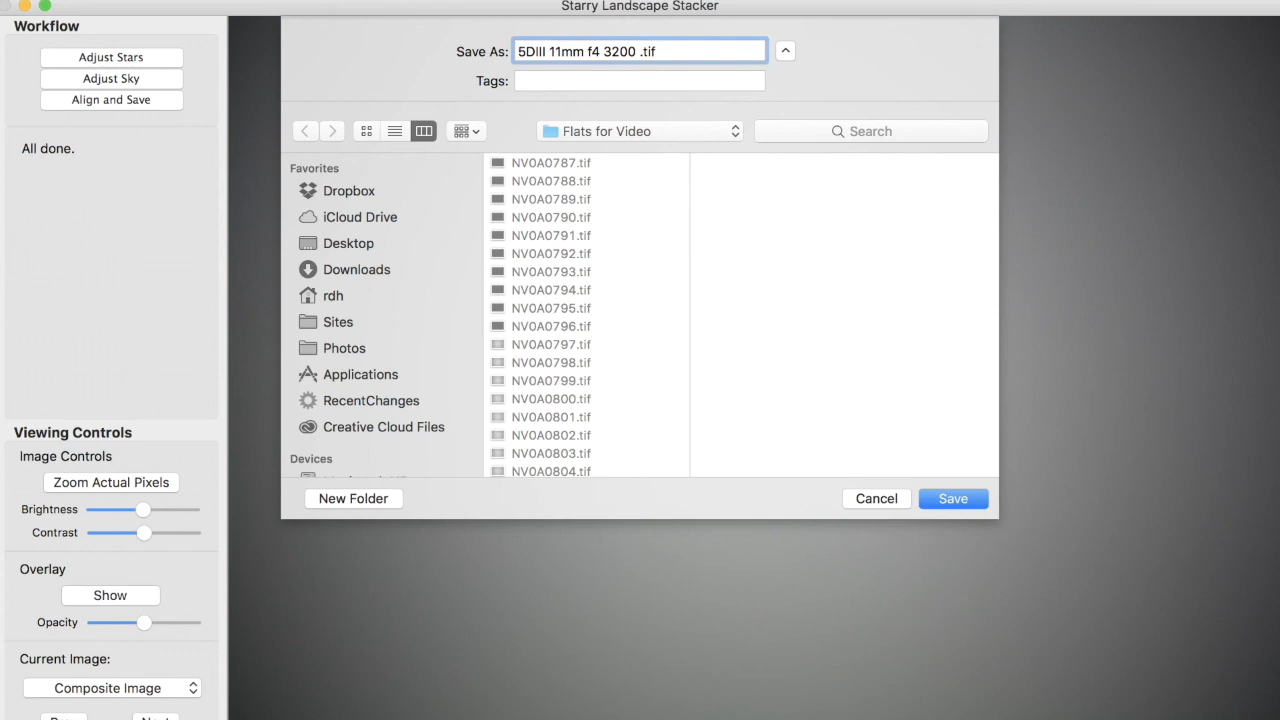 Starry Landscape Stacker
Workflow
Adjust Stars
Adjust Sky
Align and Save
All done.
Viewing Controls
Image Controls
Zoom Actual Pixels
Brightness
Contrast
Overlay
Show
Opacity
Current Image:
Composite Image
Save As: 5DIII 11mm f4 3200 .tif
Tags:
Flats for Video
Search
Favorites
Dropbox
iCloud Drive
Desktop
Downloads
rdh
Sites
Photos
Applications
RecentChanges
Creative Cloud Files
Devices
NV0A0787.tif
NV0A0788.tif
NV0A0789.tif
NV0A0790.tif
NV0A0791.tif
NV0A0792.tif
NV0A0793.tif
NV0A0794.tif
NV0A0795.tif
NV0A0796.tif
NV0A0797.tif
NV0A0798.tif
NV0A0799.tif
NV0A0800.tif
NV0A0801.tif
NV0A0802.tif
NV0A0803.tif
NV0A0804.tif
New Folder
Cancel
Save